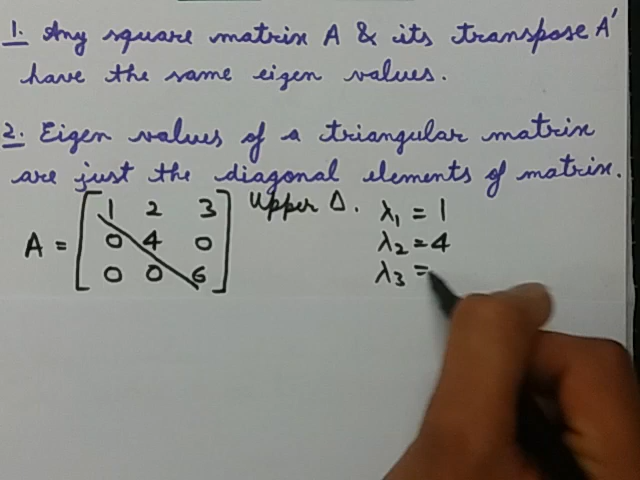 1. Any square matrix A & its transpose A'
have the same eigen values.
2. Eigen values of a triangular matrix
are just the diagonal elements of matrix.
A = [1 2 3 Upper Δ. λ₁ = 1
0 4 0 λ₂ = 4
0 0 6] λ₃ =